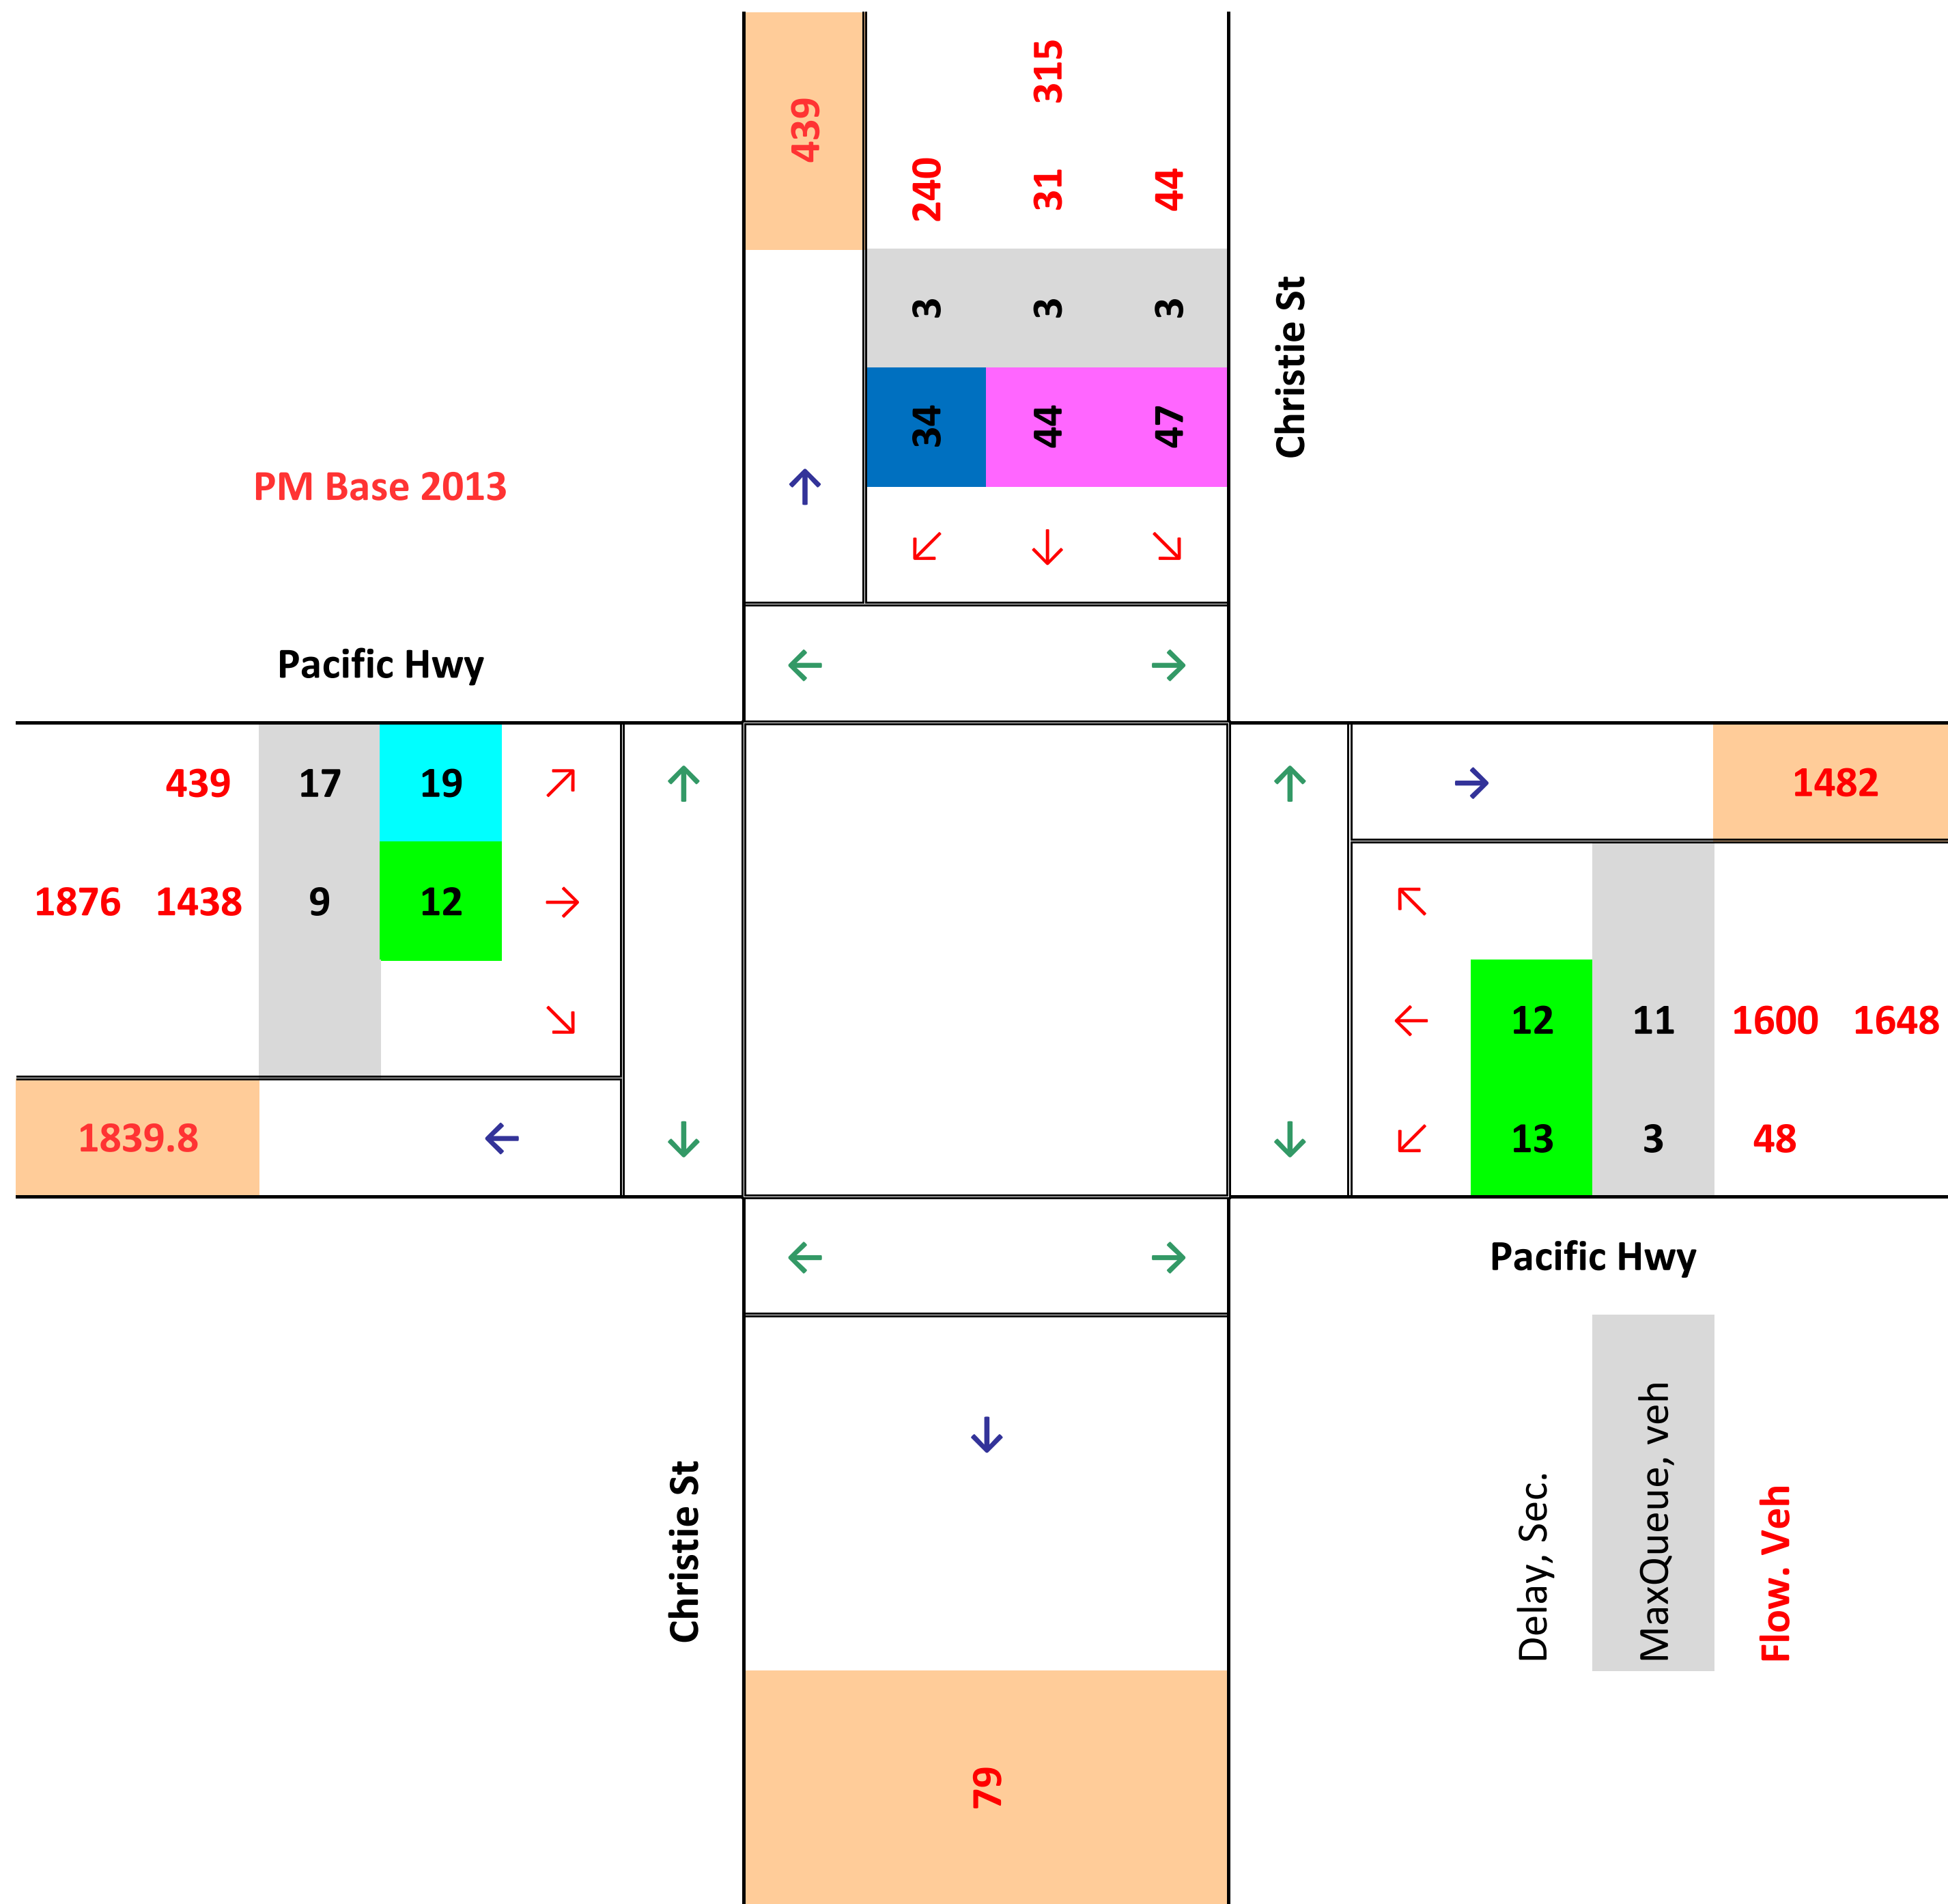 439
315
240 31 44
3 3 3
34 44 47
Christie St
PM Base 2013
Pacific Hwy
439 17 19
1482
1876 1438 9 12
12 11 1600 1648
1839.8
13 3 48
Pacific Hwy
Christie St
Delay, Sec.
MaxQueue, veh
Flow. Veh
79